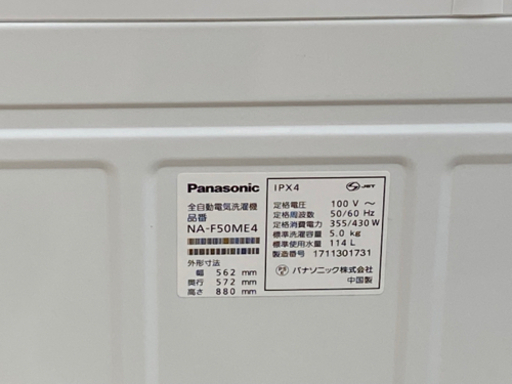 Panasonic
全自動電気洗濯機
品番
NA-F50ME4
外形寸法
幅 562 mm
奥行 572 mm
高さ 880 mm
IPX4
JET
定格電圧 100 V ～
定格周波数 50/60 Hz
定格消費電力 355/430 W
標準洗濯容量 5.0 kg
標準使用水量 114 L
製造番号 1711301731
パナソニック株式会社
中国製